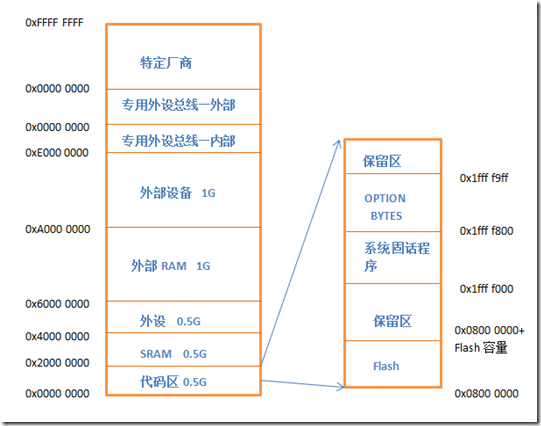 0xFFFF FFFF
特定厂商
0x0000 0000
专用外设总线—外部
0x0000 0000
专用外设总线—内部
0xE000 0000
外部设备 1G
0xA000 0000
外部 RAM 1G
0x6000 0000
外设 0.5G
0x4000 0000
SRAM 0.5G
0x2000 0000
代码区 0.5G
0x0000 0000
保留区
0x1fff f9ff
OPTION
BYTES
0x1fff f800
系统固话程
序
0x1fff f000
保留区
0x0800 0000+
Flash 容量
Flash
0x0800 0000